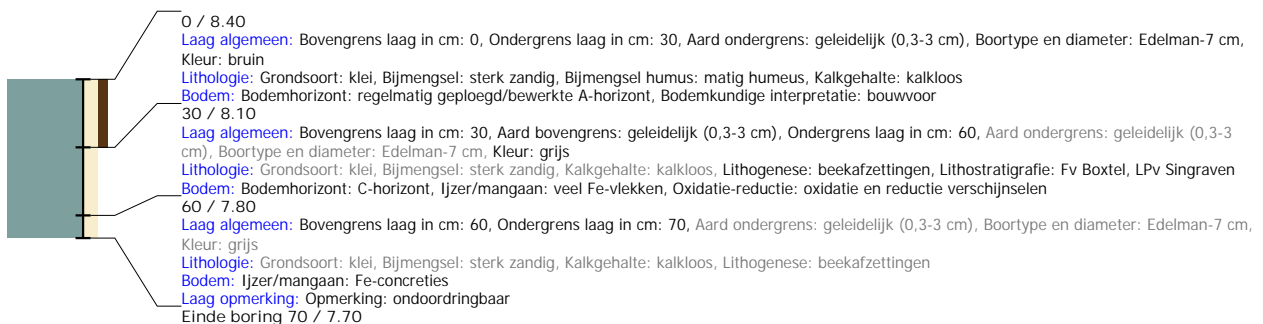 0 / 8.40
Laag algemeen: Bovengrens laag in cm: 0, Ondergrens laag in cm: 30, Aard ondergrens: geleidelijk (0,3-3 cm), Boortype en diameter: Edelman-7 cm,
Kleur: bruin
Lithologie: Grondsoort: klei, Bijmengsel: sterk zandig, Bijmengsel humus: matig humeus, Kalkgehalte: kalkloos
Bodem: Bodemhorizont: regelmatig geploegd/bewerkte A-horizont, Bodemkundige interpretatie: bouwvoor
30 / 8.10
Laag algemeen: Bovengrens laag in cm: 30, Aard bovengrens: geleidelijk (0,3-3 cm), Ondergrens laag in cm: 60, Aard ondergrens: geleidelijk (0,3-3
cm), Boortype en diameter: Edelman-7 cm, Kleur: grijs
Lithologie: Grondsoort: klei, Bijmengsel: sterk zandig, Kalkgehalte: kalkloos, Lithogenese: beekafzettingen, Lithostratigrafie: Fv Boxtel, LPv Singraven
Bodem: Bodemhorizont: C-horizont, Ijzer/mangaan: veel Fe-vlekken, Oxidatie-reductie: oxidatie en reductie verschijnselen
60 / 7.80
Laag algemeen: Bovengrens laag in cm: 60, Ondergrens laag in cm: 70, Aard ondergrens: geleidelijk (0,3-3 cm), Boortype en diameter: Edelman-7 cm,
Kleur: grijs
Lithologie: Grondsoort: klei, Bijmengsel: sterk zandig, Kalkgehalte: kalkloos, Lithogenese: beekafzettingen
Bodem: Ijzer/mangaan: Fe-concreties
Laag opmerking: Opmerking: ondoordringbaar
Einde boring 70 / 7.70